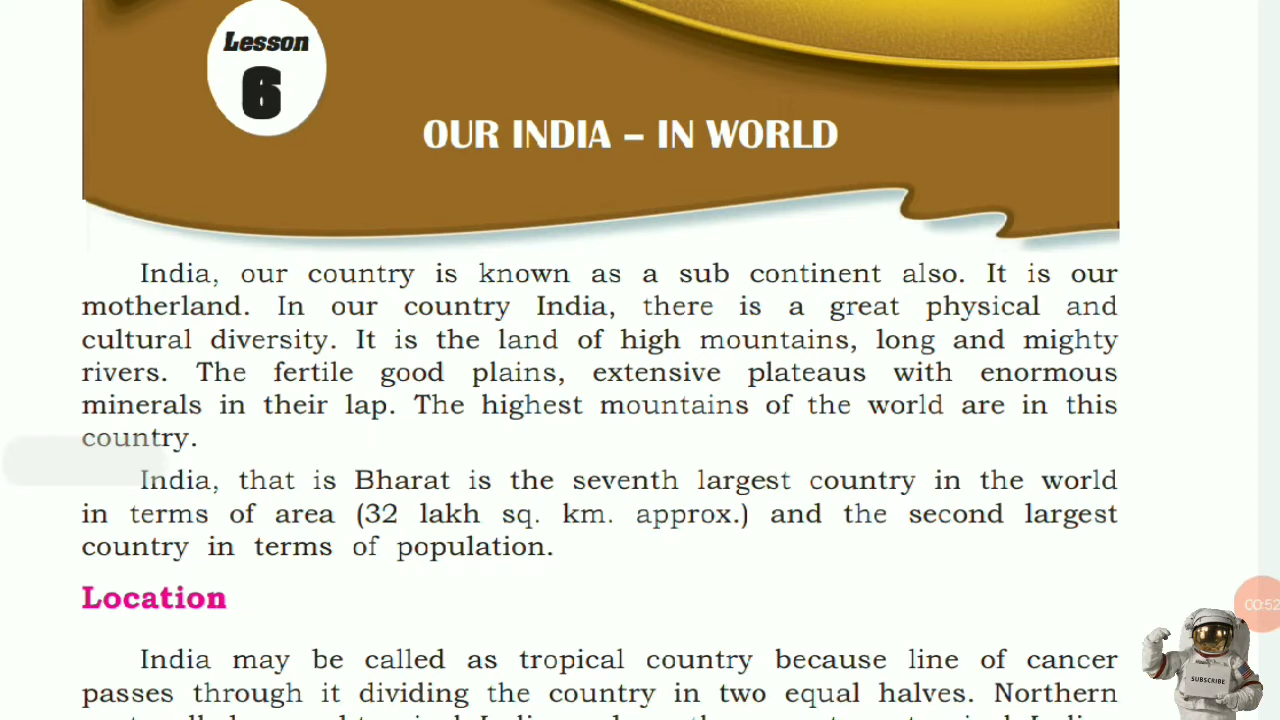 Lesson
6
OUR INDIA – IN WORLD
India, our country is known as a sub continent also. It is our
motherland. In our country India, there is a great physical and
cultural diversity. It is the land of high mountains, long and mighty
rivers. The fertile good plains, extensive plateaus with enormous
minerals in their lap. The highest mountains of the world are in this
country.
India, that is Bharat is the seventh largest country in the world
in terms of area (32 lakh sq. km. approx.) and the second largest
country in terms of population.
Location
00:52
India may be called as tropical country because line of cancer
passes through it dividing the country in two equal halves. Northern
SUBSCRIBE